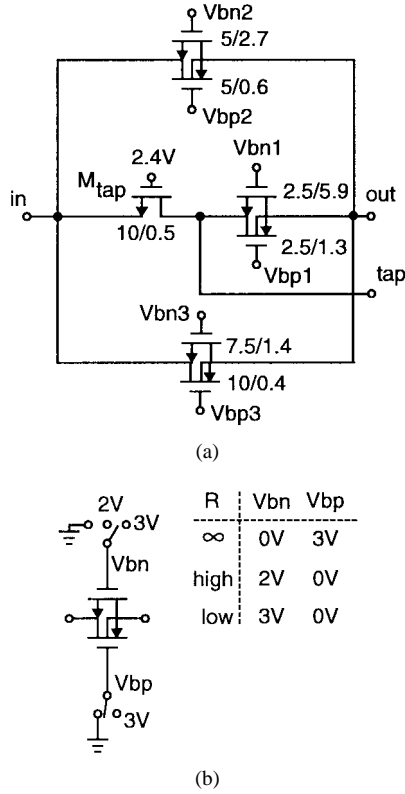 Vbn2
5/2.7
5/0.6
Vbp2
2.4V
Vbn1
Mtap
2.5/5.9
in
out
10/0.5
2.5/1.3
Vbp1
tap
Vbn3
7.5/1.4
10/0.4
Vbp3
(a)
2V
3V
Vbn
Vbp
3V
R Vbn Vbp
∞ 0V 3V
high 2V 0V
low 3V 0V
(b)